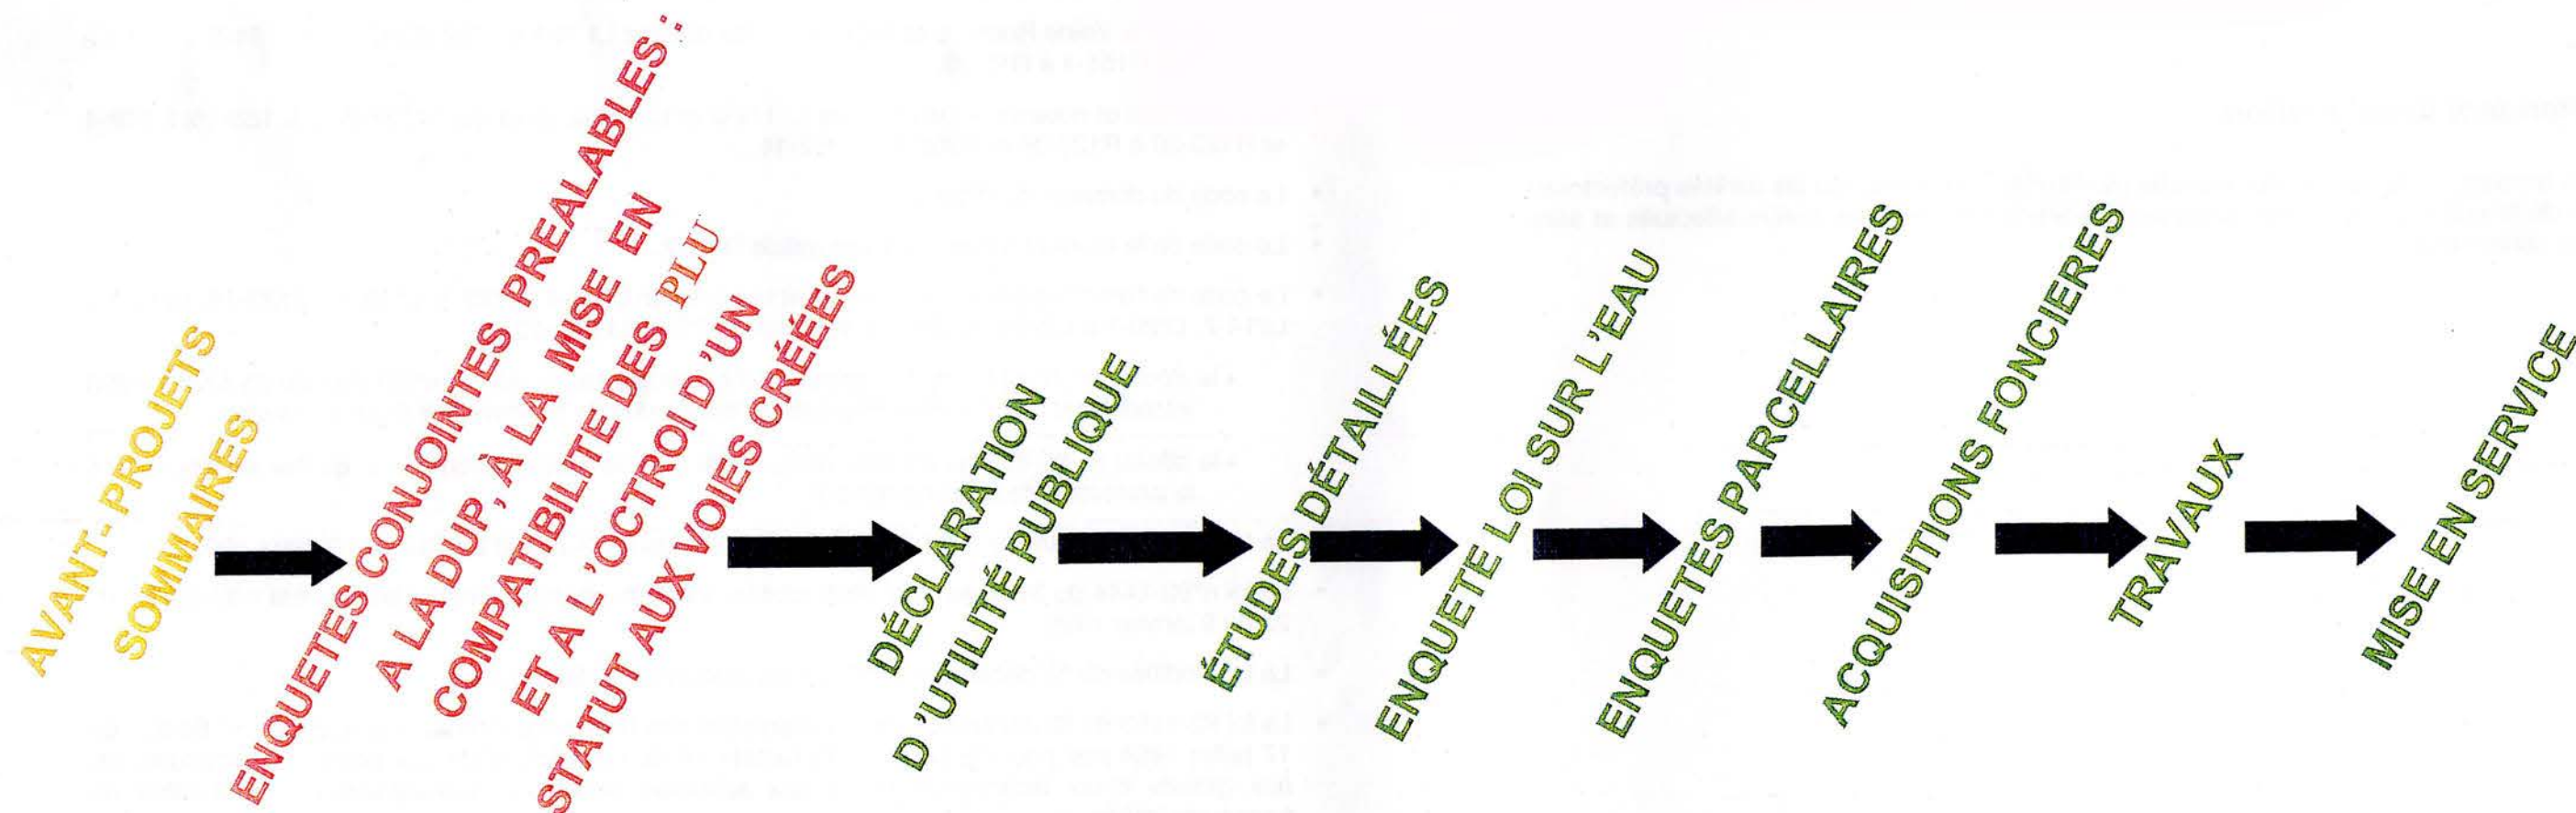 AVANT- PROJETS
SOMMAIRES
ENQUETES CONJOINTES PREALABLES :
A LA DUP, À LA MISE EN
COMPATIBILITE DES PLU
ET A L 'OCTROI D 'UN
STATUT AUX VOIES CRÉÉES
DÉCLARATION
D'UTILITÉ PUBLIQUE
ÉTUDES DÉTAILLÉES
ENQUETE LOI SUR L'EAU
ENQUETES PARCELLAIRES
ACQUISITIONS FONCIERES
TRAVAUX
MISE EN SERVICE